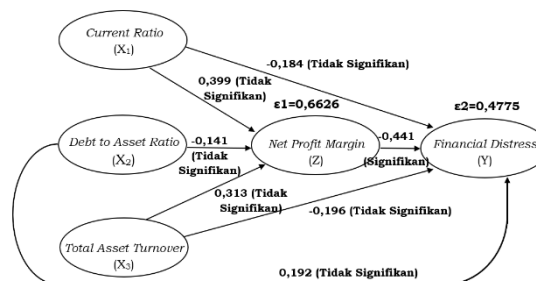 Current Ratio
(X₁)
-0,184 (Tidak Signifikan)
0,399 (Tidak
Signifikan)
ε1=0,6626
ε2=0,4775
Debt to Asset Ratio
(X₂)
-0,141
(Tidak
Signifikan)
Net Profit Margin
(Z)
-0,441
(Signifikan)
Financial Distress
(Y)
0,313 (Tidak
Signifikan)
-0,196 (Tidak Signifikan)
Total Asset Turnover
(X₃)
0,192 (Tidak Signifikan)